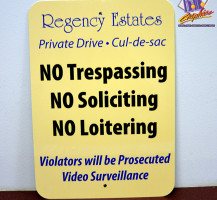 Regency Estates
Private Drive • Cul-de-sac
NO Trespassing
NO Soliciting
NO Loitering
Violators will be Prosecuted
Video Surveillance